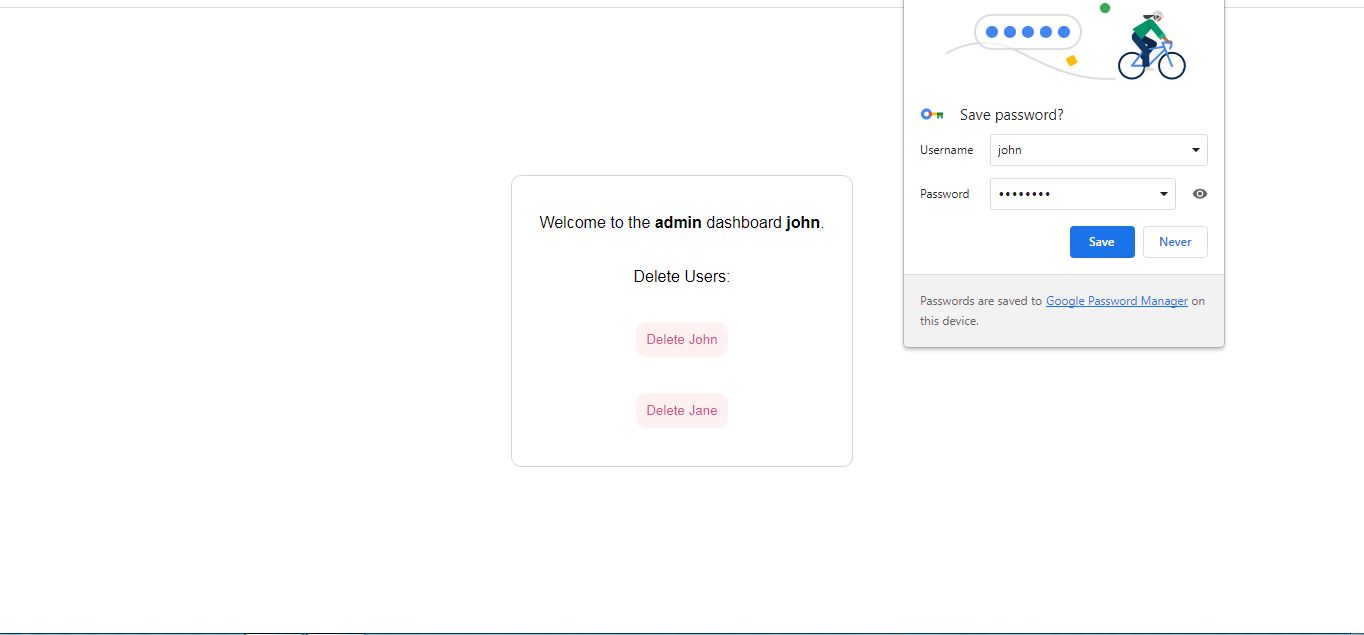 Welcome to the admin dashboard john.
Delete Users:
Delete John
Delete Jane
Save password?
Username john
Password ••••••••
Save Never
Passwords are saved to Google Password Manager on
this device.